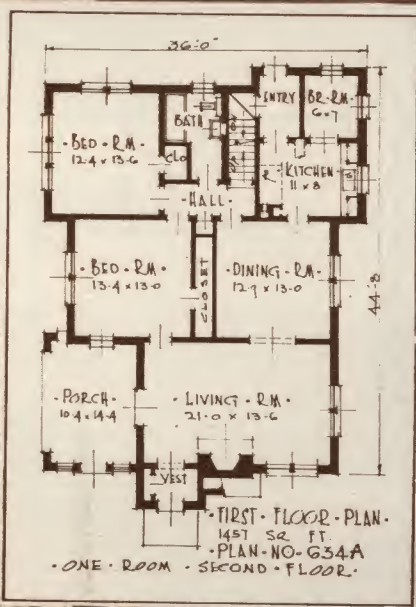 36'-0"
ENTRY
BR-RM-
6 x 7
BATH
- BED - RM -
12-4 x 13-6
CLO
- KITCHEN -
11 x 8
R
- HALL -
- BED - RM -
13-4 x 13-0
CLOSET
- DINING - RM -
12-9 x 13-0
44'-8
- PORCH -
10-4 x 14-4
- LIVING - RM -
21-0 x 13-6
VEST
- FIRST - FLOOR - PLAN -
1457 SQ FT.
- PLAN - NO - G34A
- ONE - ROOM - SECOND - FLOOR -